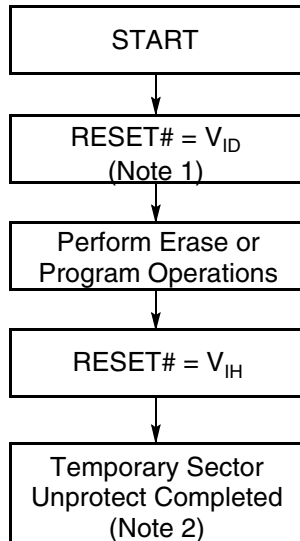 START
RESET# = VID
(Note 1)
Perform Erase or
Program Operations
RESET# = VIH
Temporary Sector
Unprotect Completed
(Note 2)